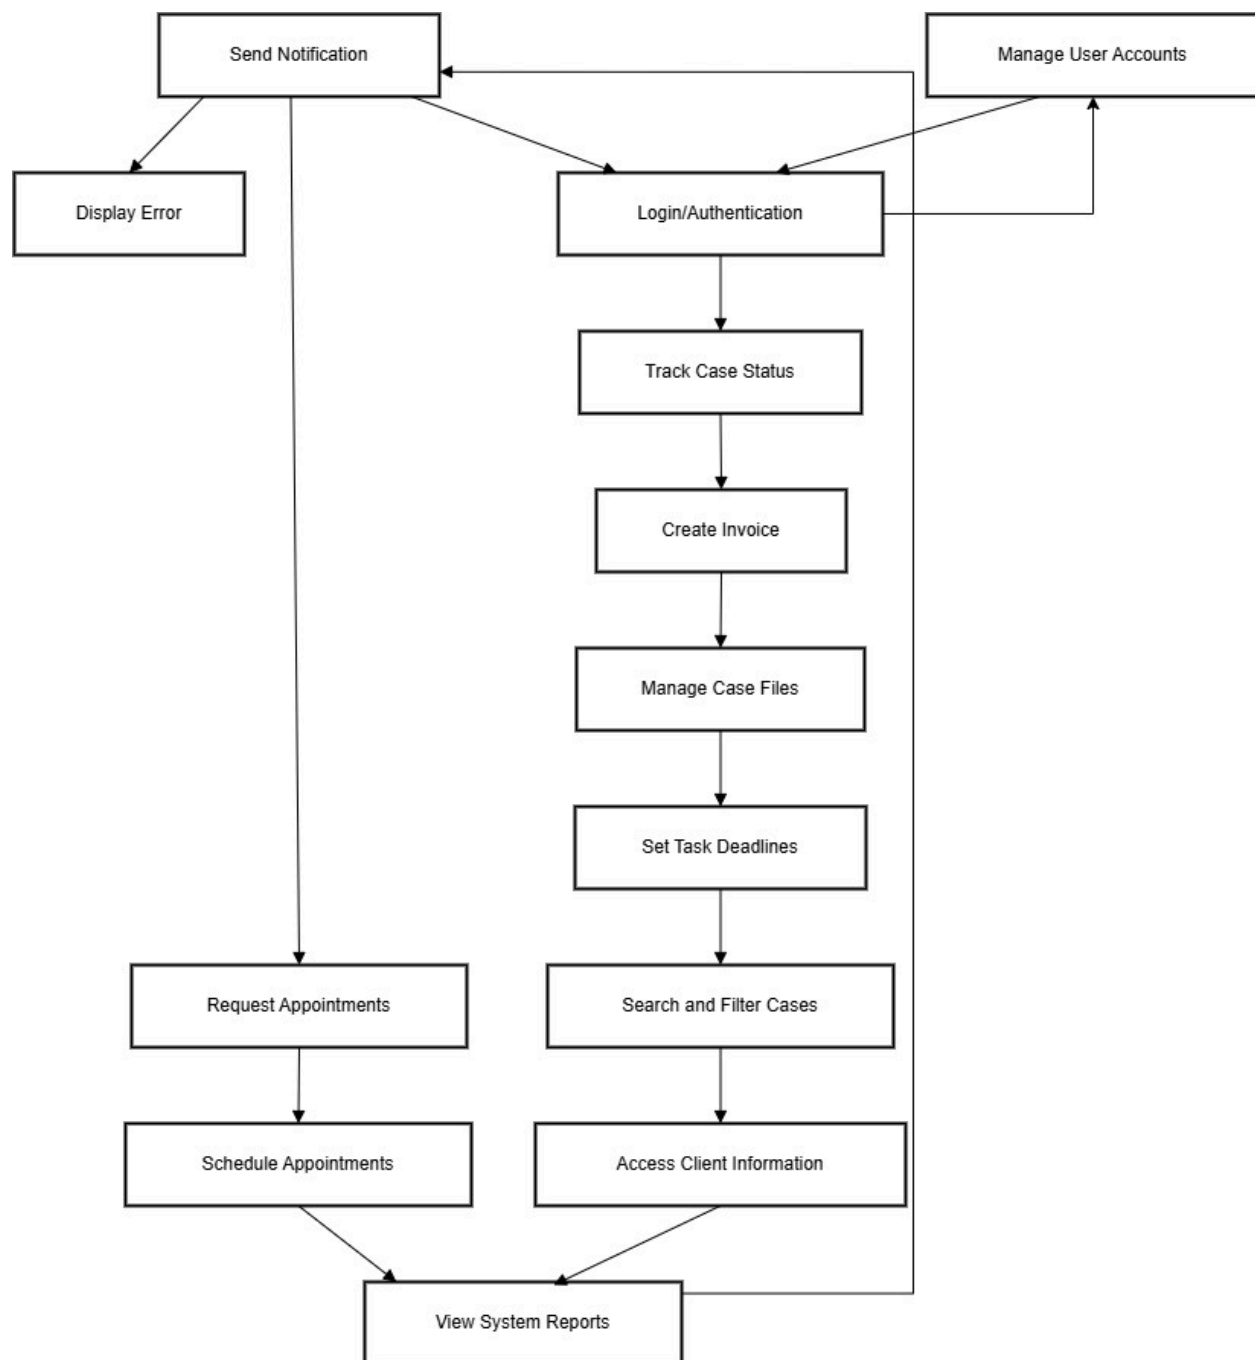 Send Notification
Manage User Accounts
Display Error
Login/Authentication
Track Case Status
Create Invoice
Manage Case Files
Set Task Deadlines
Request Appointments
Search and Filter Cases
Schedule Appointments
Access Client Information
View System Reports